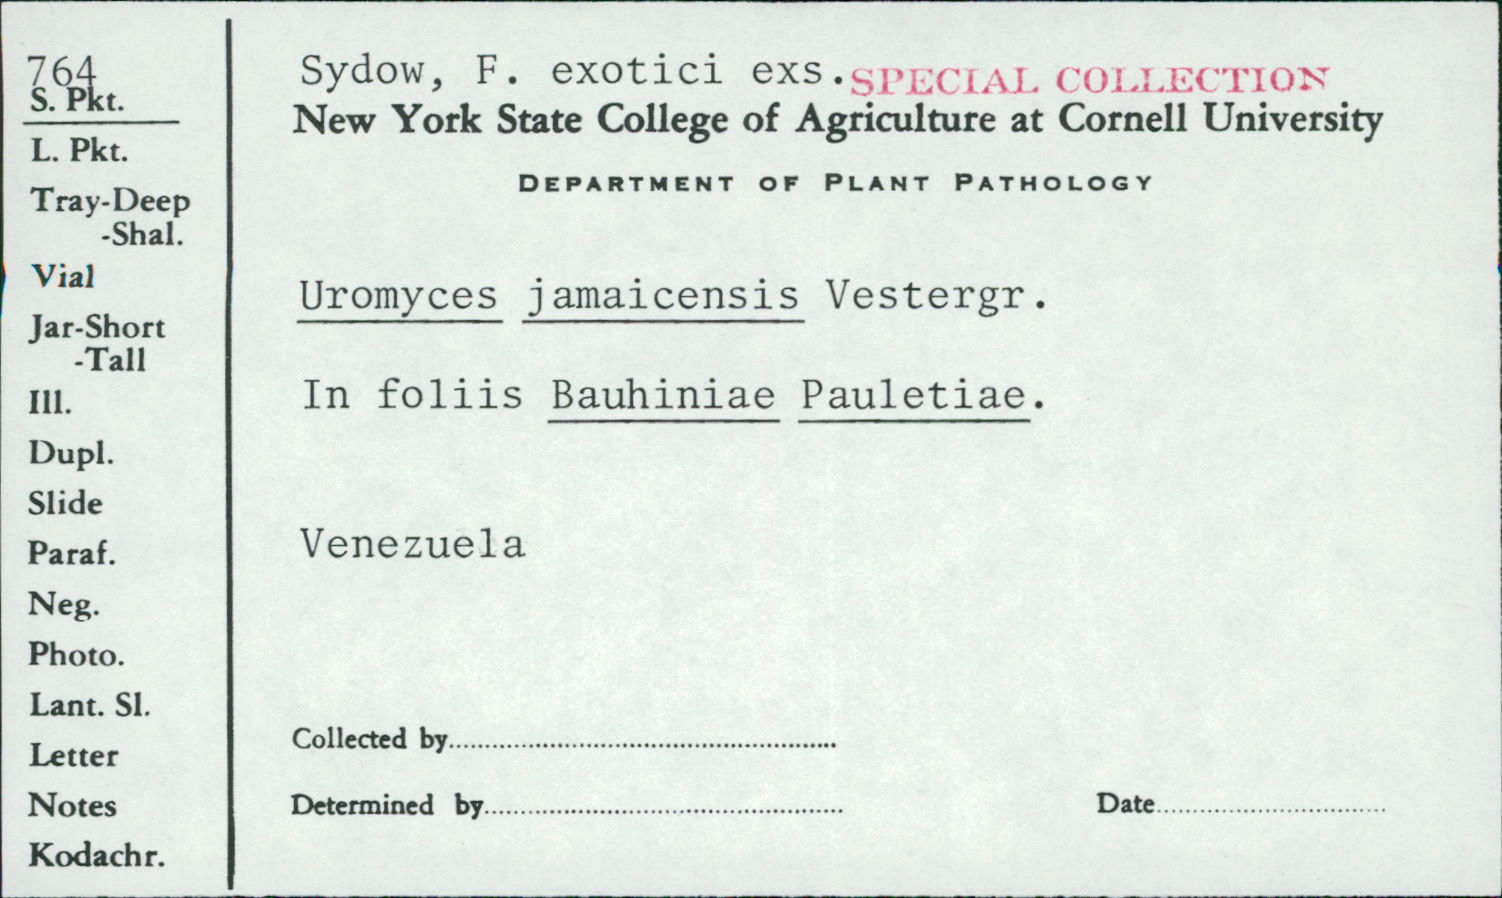 764
S. Pkt.
L. Pkt.
Tray-Deep
-Shal.
Vial
Jar-Short
-Tall
Ill.
Dupl.
Slide
Paraf.
Neg.
Photo.
Lant. Sl.
Letter
Notes
Kodachr.
Sydow, F. exotici exs. SPECIAL COLLECTION
New York State College of Agriculture at Cornell University
DEPARTMENT OF PLANT PATHOLOGY
Uromyces jamaicensis Vestergr.
In foliis Bauhiniae Pauletiae.
Venezuela
Collected by
Determined by
Date